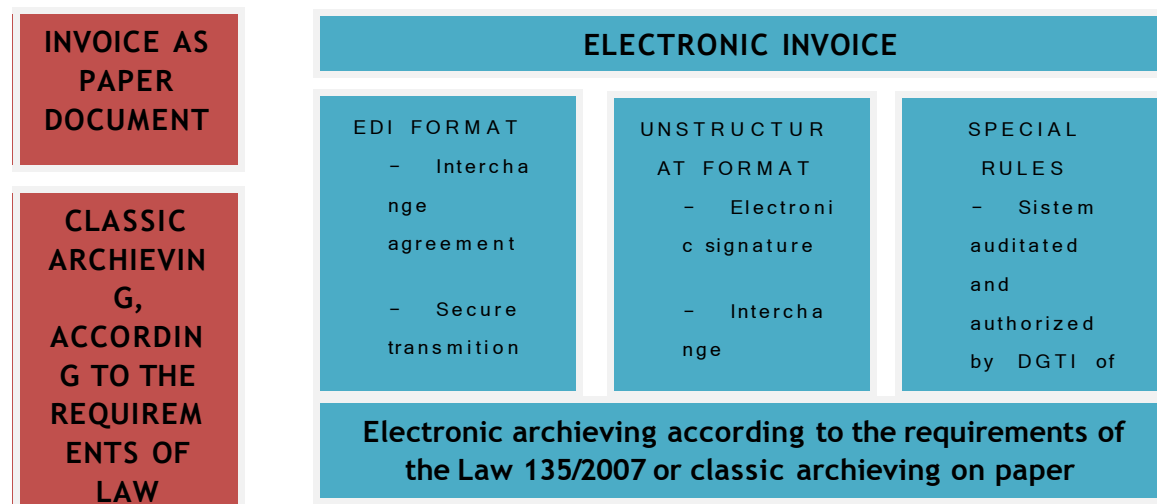 INVOICE AS
PAPER
DOCUMENT
CLASSIC
ARCHIEVIN
G,
ACCORDIN
G TO THE
REQUIREM
ENTS OF
LAW
ELECTRONIC INVOICE
EDI FORMAT
– Intercha
nge
agreement
– Secure
transmition
UNSTRUCTUR
AT FORMAT
– Electroni
c signature
– Intercha
nge
SPECIAL
RULES
– Sistem
auditated
and
authorized
by DGTI of
Electronic archieving according to the requirements of
the Law 135/2007 or classic archieving on paper